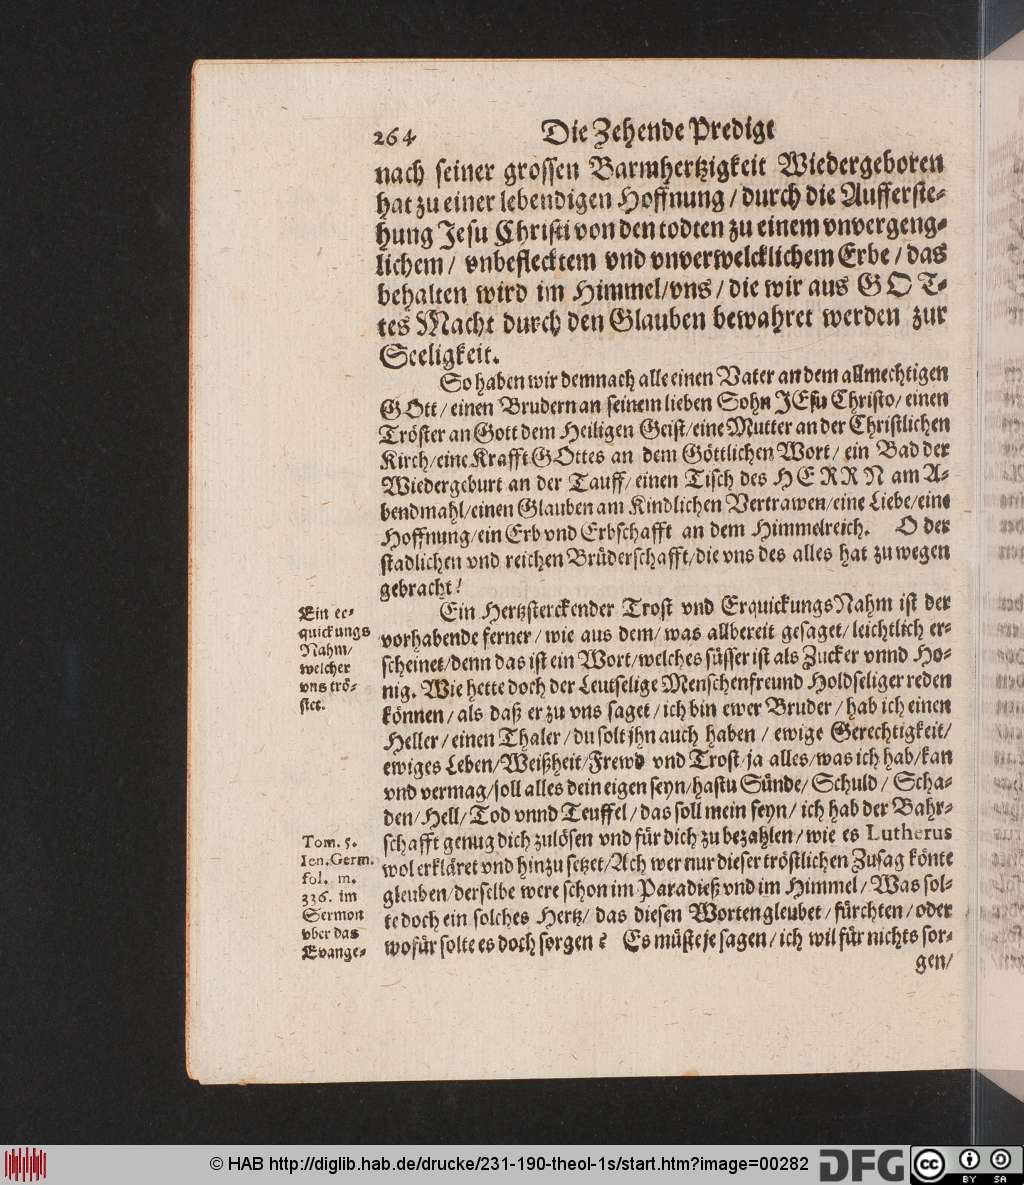 264 Die Zehende Predigt
nach seiner grossen Barmhertzigkeit Wiedergeboren
hat zu einer lebendigen Hoffnung / durch die Aufferste-
hung Jesu Christi von den todten zu einem vnvergeng-
lichem / vnbeflecktem vnd vnverwelcklichem Erbe / das
behalten wird im Himmel / vns / die wir aus GOT-
tes Macht durch den Glauben bewahret werden zur
Seeligkeit.
So haben wir demnach alle einen Vater an dem allmechtigen
GOtt / einen Brudern an seinem lieben Sohn JEsu Christo / einen
Tröster an Gott dem Heiligen Geist / eine Mutter an der Christlichen
Kirch / eine Krafft GOttes an dem Göttlichen Wort / ein Bad der
Wiedergeburt an der Tauff / einen Tisch des HERRN am A-
bendmahl / einen Glauben am Kindlichen Vertrawen / eine Liebe / eine
Hoffnung / ein Erb vnd Erbschafft an dem Himmelreich. O der
stadlichen vnd reichen Brüderschafft / die vns des alles hat zu wegen
gebracht!
Ein er-
quickungs
Nahm /
welcher
vns trö-
stet.
Ein Hertzsterckender Trost vnd Erquickungs Nahm ist der
vorhabende ferner / wie aus dem / was allbereit gesaget / leichtlich er-
scheinet / denn das ist ein Wort / welches süsser ist als Zucker vnnd Ho-
nig. Wie hette doch der Leutselige Menschenfreund Holdseliger reden
können / als daß er zu vns saget / ich bin ewer Bruder / hab ich einen
Heller / einen Thaler / du solt jhn auch haben / ewige Gerechtigkeit /
ewiges Leben / Weißheit / Frewd vnd Trost / ja alles / was ich hab / kan
vnd vermag / soll alles dein eigen seyn / hastu Sünde / Schuld / Scha-
den / Hell / Tod vnnd Teuffel / das soll mein seyn / ich hab der Bahr-
schafft genug dich zulösen vnd für dich zu bezahlen / wie es Lutherus
wol erkläret vnd hinzu setzet / Ach wer nur dieser tröstlichen Zusag könte
gleuben / derselbe were schon im Paradieß vnd im Himmel / Was sol-
te doch ein solches Hertz / das diesen Worten gleubet / fürchten / oder
wofür solte es doch sorgen? Es müste je sagen / ich wil für nichts sor-
gen /
Tom. 5.
Ien. Germ.
fol. m.
336. im
Sermon
vber das
Evange-
© HAB http://diglib.hab.de/drucke/231-190-theol-1s/start.htm?image=00282
DFG
cc BY SA